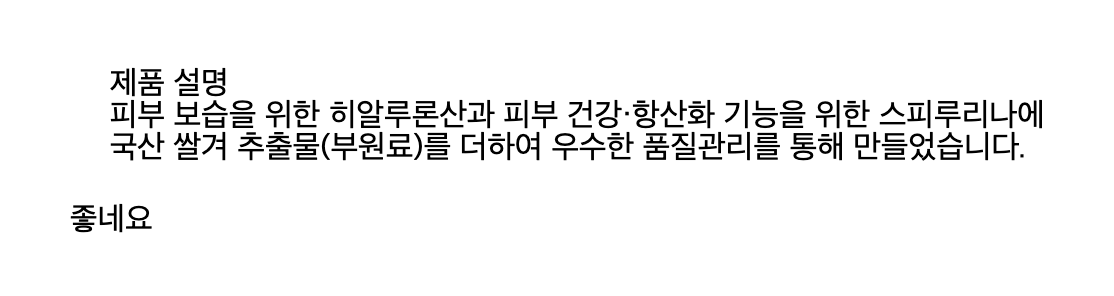 제품 설명
피부 보습을 위한 히알루론산과 피부 건강·항산화 기능을 위한 스피루리나에
국산 쌀겨 추출물(부원료)를 더하여 우수한 품질관리를 통해 만들었습니다.
좋네요